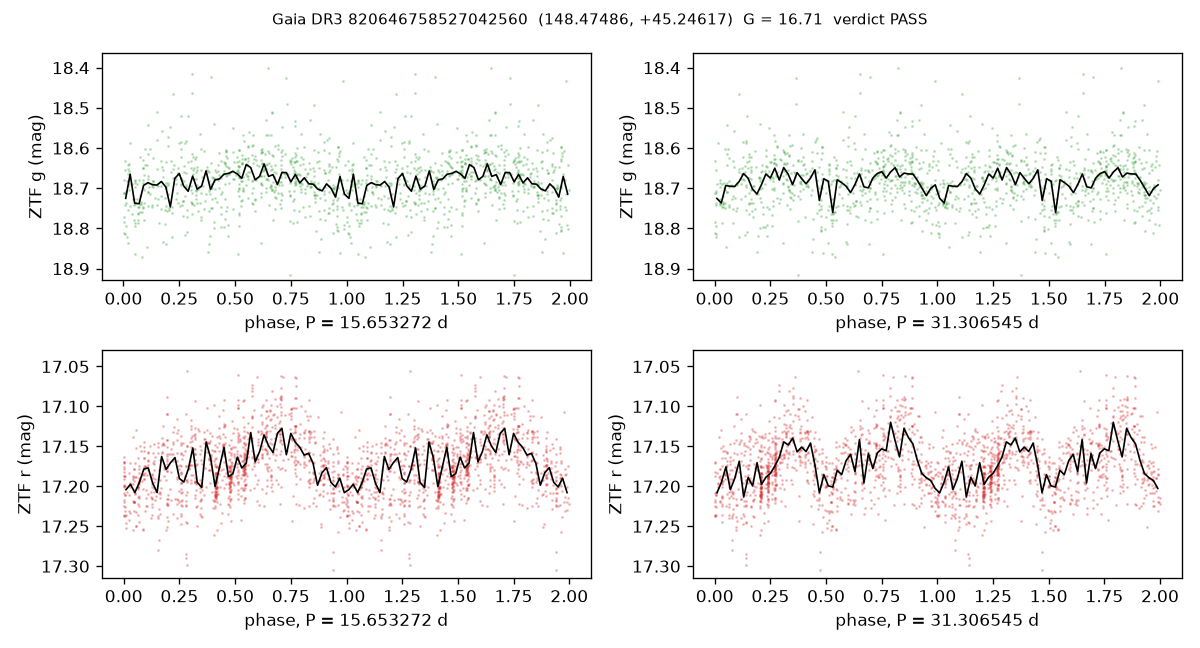 Gaia DR3 820646758527042560 (148.47486, +45.24617) G = 16.71 verdict PASS
ZTF g (mag)
18.4
18.5
18.6
18.7
18.8
18.9
0.00 0.25 0.50 0.75 1.00 1.25 1.50 1.75 2.00
phase, P = 15.653272 d
ZTF g (mag)
18.4
18.5
18.6
18.7
18.8
18.9
0.00 0.25 0.50 0.75 1.00 1.25 1.50 1.75 2.00
phase, P = 31.306545 d
ZTF r (mag)
17.05
17.10
17.15
17.20
17.25
17.30
0.00 0.25 0.50 0.75 1.00 1.25 1.50 1.75 2.00
phase, P = 15.653272 d
ZTF r (mag)
17.05
17.10
17.15
17.20
17.25
17.30
0.00 0.25 0.50 0.75 1.00 1.25 1.50 1.75 2.00
phase, P = 31.306545 d